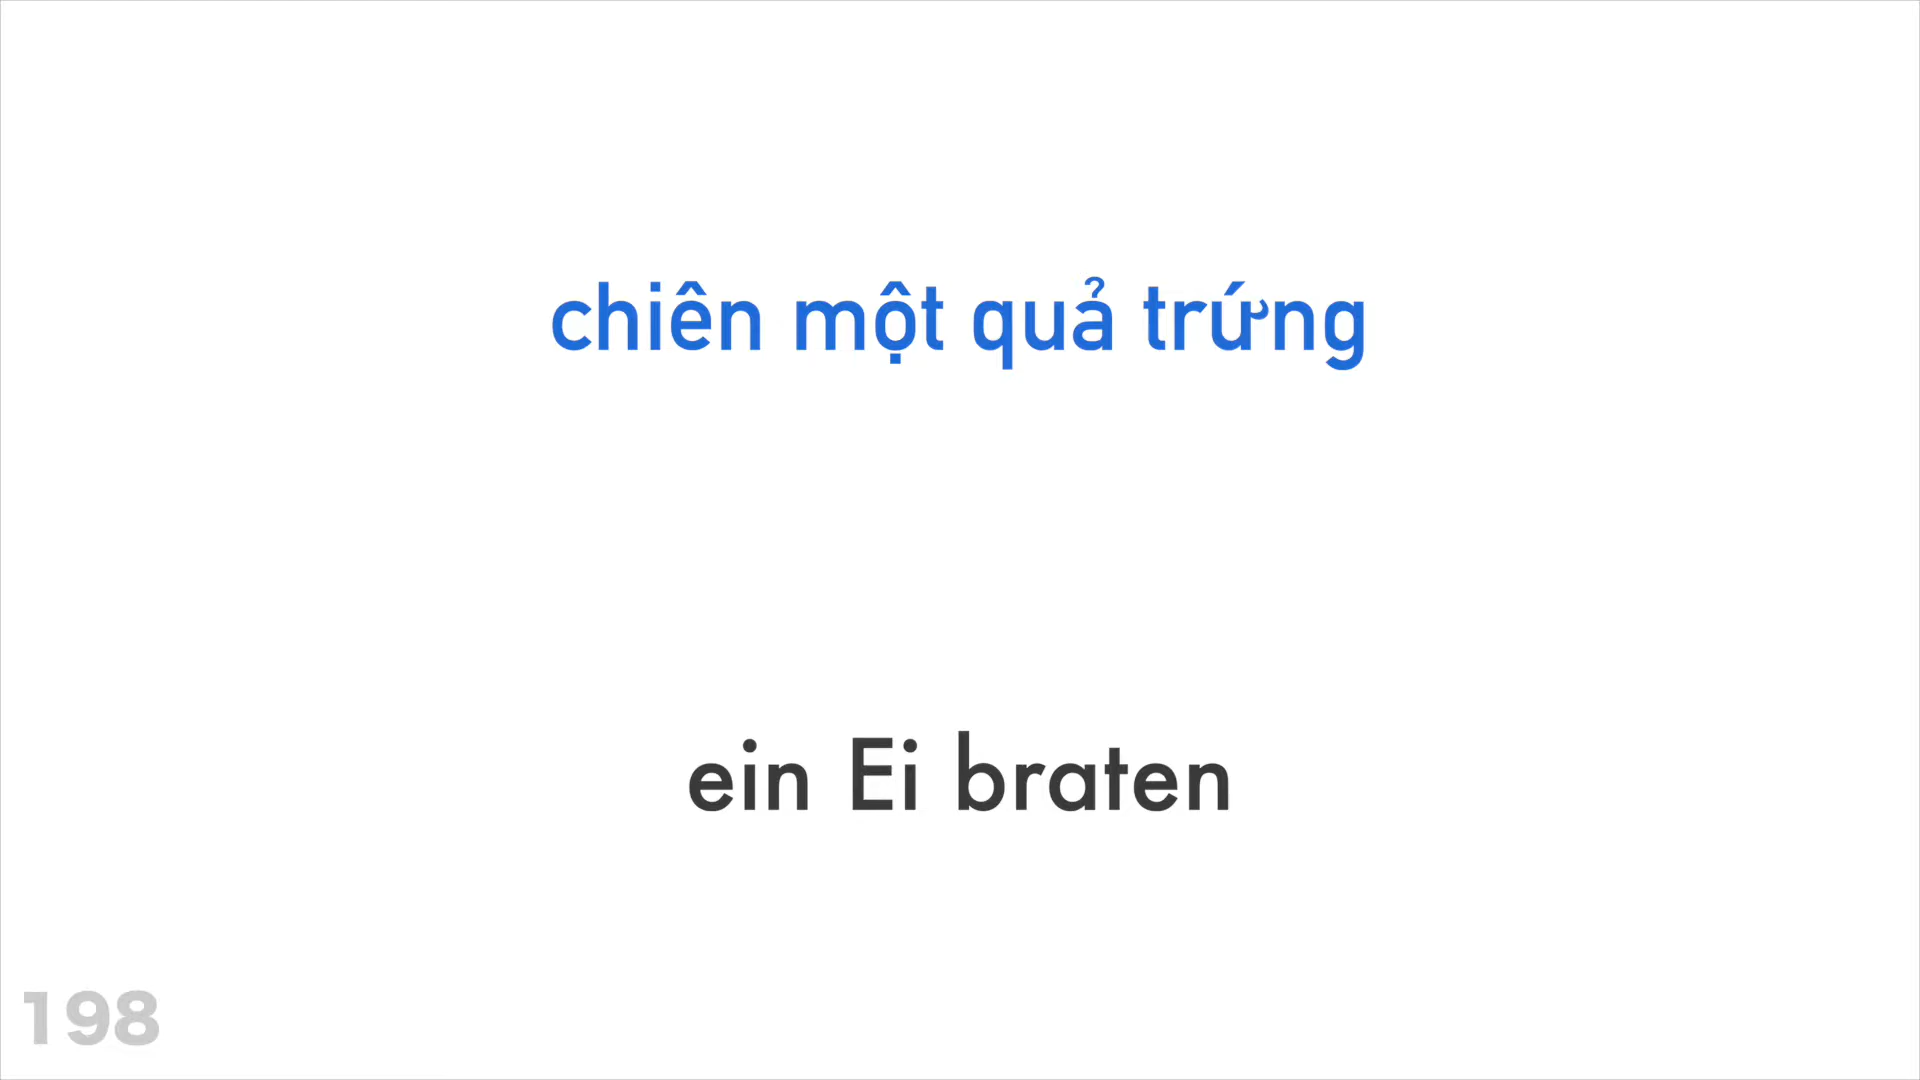 chiên một quả trứng
ein Ei braten
198